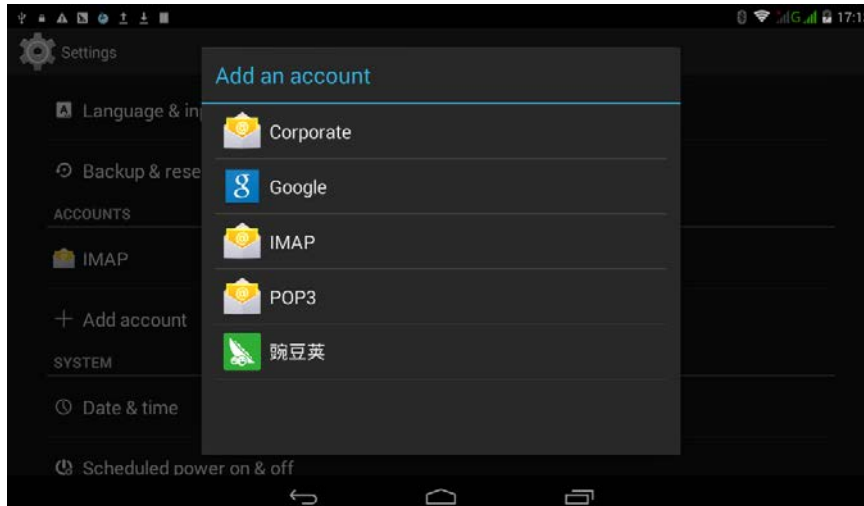 G 17:1
Settings
Add an account
Language & in
Corporate
Backup & rese
Google
ACCOUNTS
IMAP
IMAP
POP3
Add account
豌豆荚
SYSTEM
Date & time
Scheduled power on & off